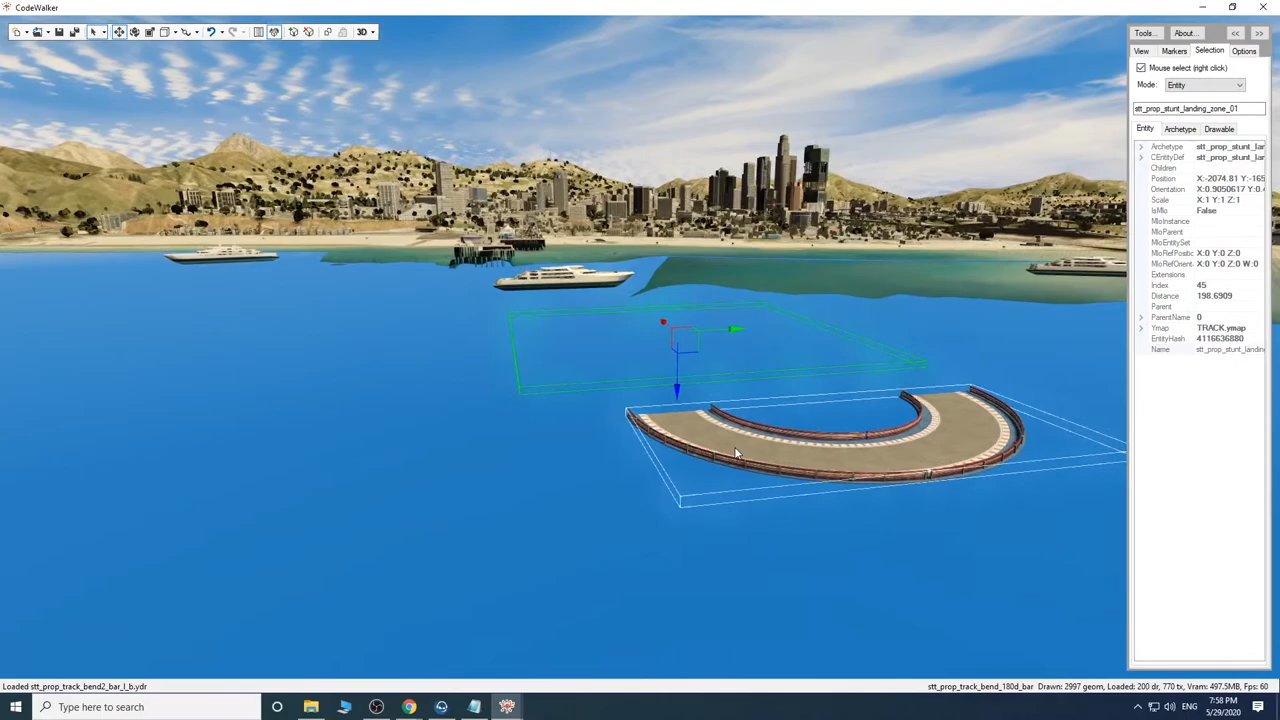 CodeWalker
3D
Tools...
About...
<<
>>
View
Markers
Selection
Options
Mouse select (right click)
Mode:
Entity
stt_prop_stunt_landing_zone_01
Entity
Archetype
Drawable
Archetype stt_prop_stunt_lar
CEntityDef stt_prop_stunt_lar
Children
Position X:-2074.81 Y:-165
Orientation X:0.9050617 Y:0.4
Scale X:1 Y:1 Z:1
IsMlo False
MloInstance
MloParent
MloEntitySet
MloRefPositic X:0 Y:0 Z:0
MloRefOrient X:0 Y:0 Z:0 W:0
Extensions
Index 45
Distance 198.6909
Parent
ParentName 0
Ymap TRACK.ymap
EntityHash 4116636880
Name stt_prop_stunt_landing
Loaded stt_prop_track_bend2_bar_l_b.ydr
stt_prop_track_bend_180d_bar
Drawn: 2997 geom, Loaded: 200 dr, 770 tx, Vram: 497.5MB, Fps: 60
Type here to search
ENG
7:58 PM
5/29/2020